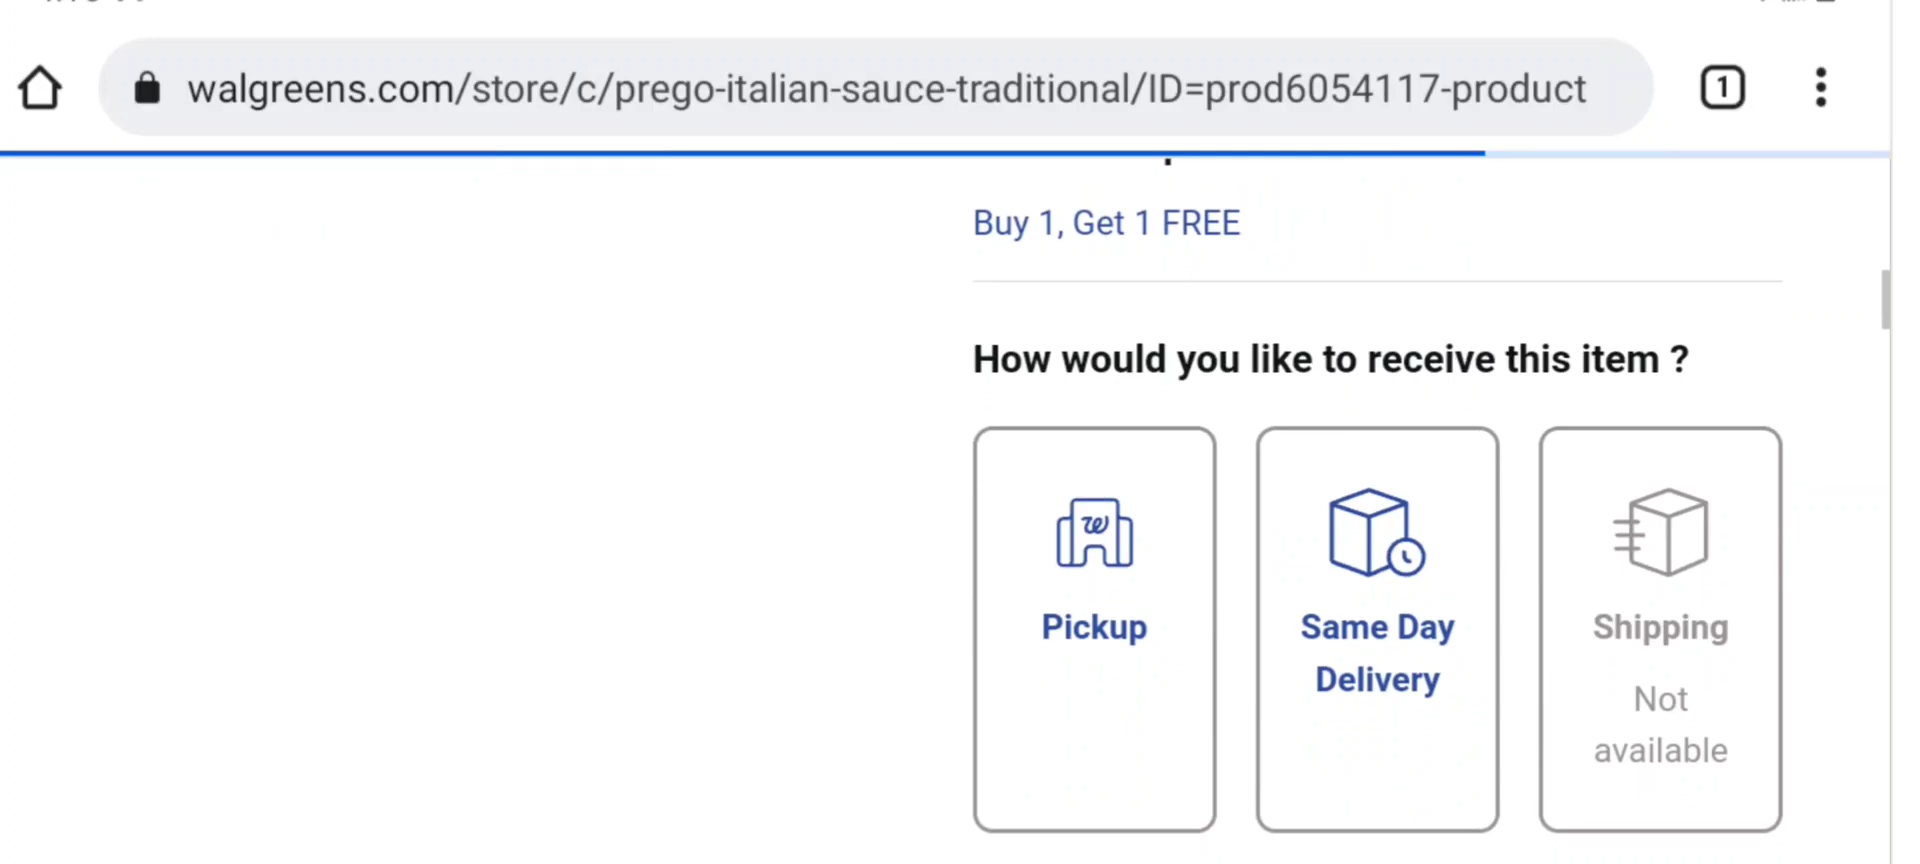 walgreens.com/store/c/prego-italian-sauce-traditional/ID=prod6054117-product
1
Buy 1, Get 1 FREE
How would you like to receive this item ?
Pickup
Same Day
Delivery
Shipping
Not
available